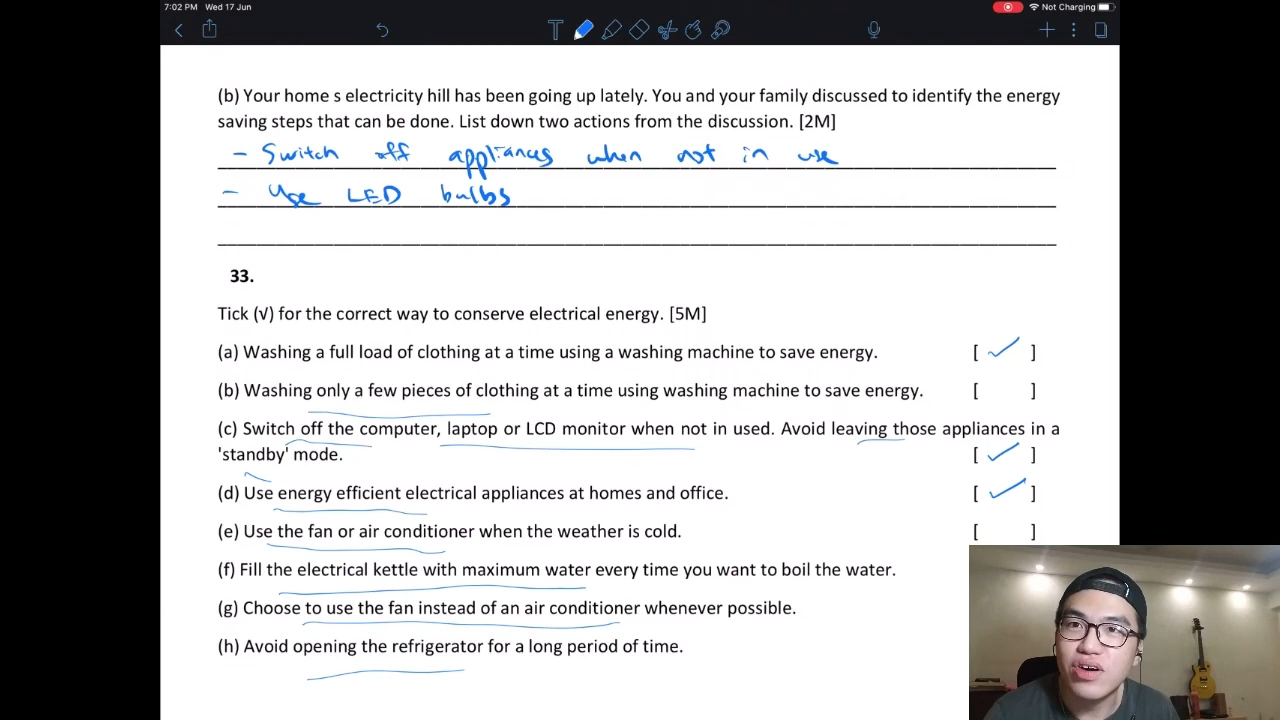 7:02 PM Wed 17 Jun
Not Charging
T
(b) Your home s electricity hill has been going up lately. You and your family discussed to identify the energy
saving steps that can be done. List down two actions from the discussion. [2M]
- Switch off appliances when not in use
- Use LED bulbs
33.
Tick (√) for the correct way to conserve electrical energy. [5M]
(a) Washing a full load of clothing at a time using a washing machine to save energy. [ ✓ ]
(b) Washing only a few pieces of clothing at a time using washing machine to save energy. [ ]
(c) Switch off the computer, laptop or LCD monitor when not in used. Avoid leaving those appliances in a
'standby' mode. [ ✓ ]
(d) Use energy efficient electrical appliances at homes and office. [ ✓ ]
(e) Use the fan or air conditioner when the weather is cold. [ ]
(f) Fill the electrical kettle with maximum water every time you want to boil the water.
(g) Choose to use the fan instead of an air conditioner whenever possible.
(h) Avoid opening the refrigerator for a long period of time.